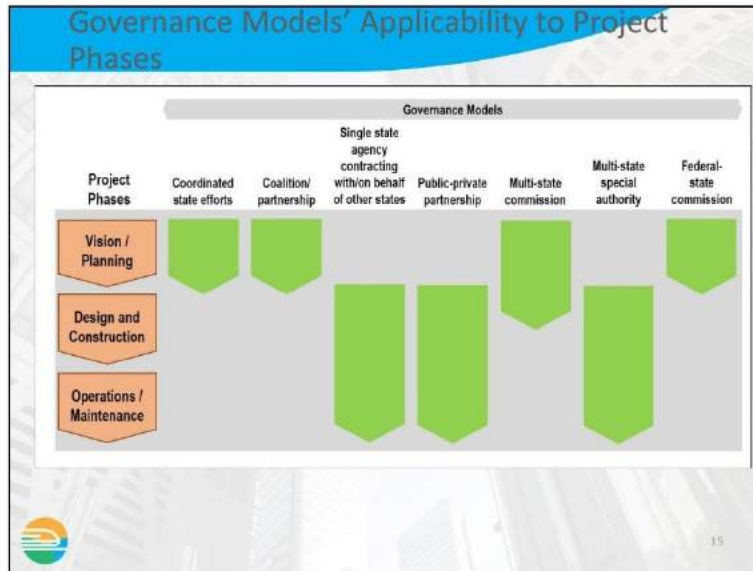 Governance Models' Applicability to Project
Phases
Governance Models
Project
Phases
Coordinated
state efforts
Coalition/
partnership
Single state
agency
contracting
with/on behalf
of other states
Public-private
partnership
Multi-state
commission
Multi-state
special
authority
Federal-
state
commission
Vision /
Planning
Design and
Construction
Operations /
Maintenance
15